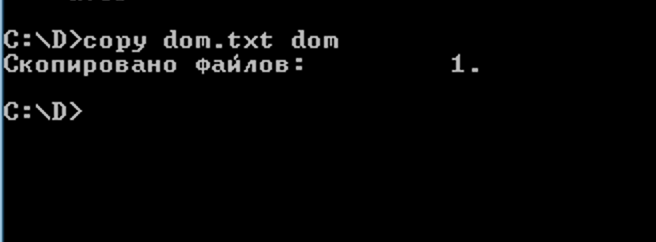 C:\D>copy dom.txt dom
Скопировано файлов:         1.
C:\D>